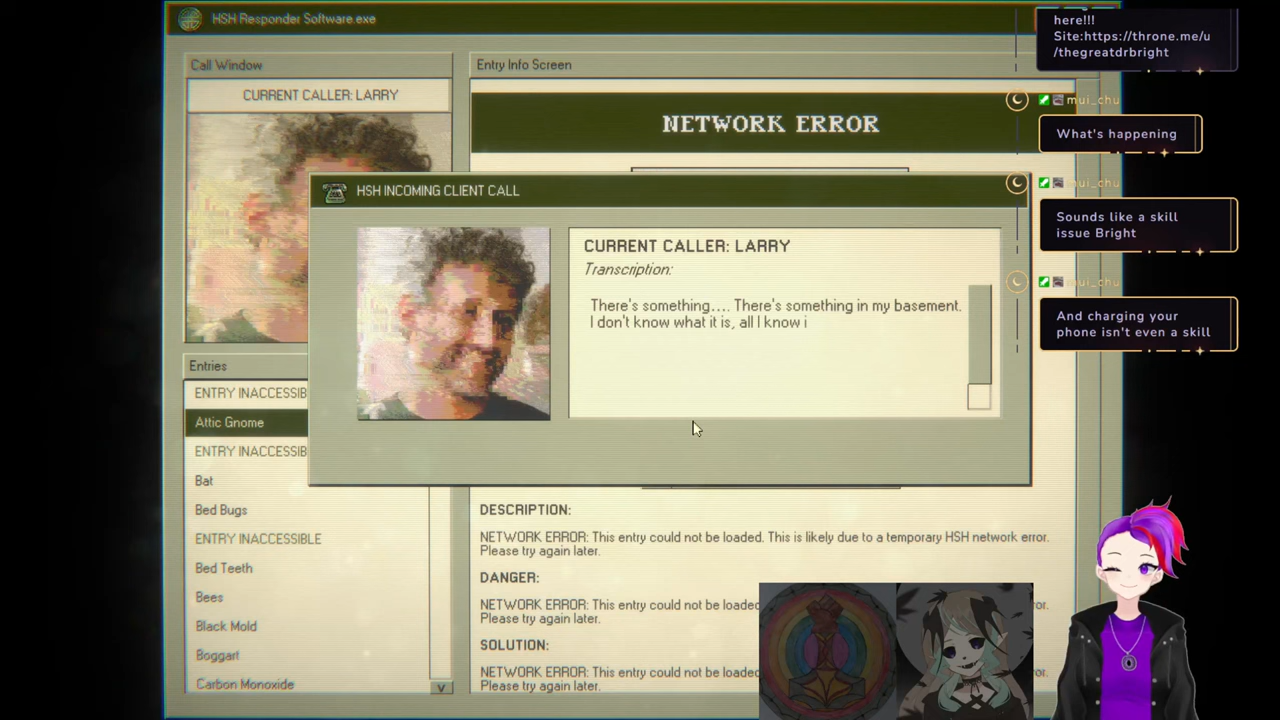 HSH Responder Software.exe
Call Window
CURRENT CALLER: LARRY
Entries
ENTRY INACCESSIB
Attic Gnome
ENTRY INACCESSIB
Bat
Bed Bugs
ENTRY INACCESSIBLE
Bed Teeth
Bees
Black Mold
Boggart
Carbon Monoxide
V
Entry Info Screen
NETWORK ERROR
HSH INCOMING CLIENT CALL
CURRENT CALLER: LARRY
Transcription:
There's something.... There's something in my basement.
I don't know what it is, all I know i
DESCRIPTION:
NETWORK ERROR: This entry could not be loaded. This is likely due to a temporary HSH network error.
Please try again later.
DANGER:
NETWORK ERROR: This entry could not be loaded
ror.
Please try again later.
SOLUTION:
NETWORK ERROR: This entry could not be loaded
ror.
Please try again later.
here!!!
Site:https://throne.me/u
/thegreatdrbright
mui_chu
What's happening
mui_chu
Sounds like a skill
issue Bright
mui_chu
And charging your
phone isn't even a skill